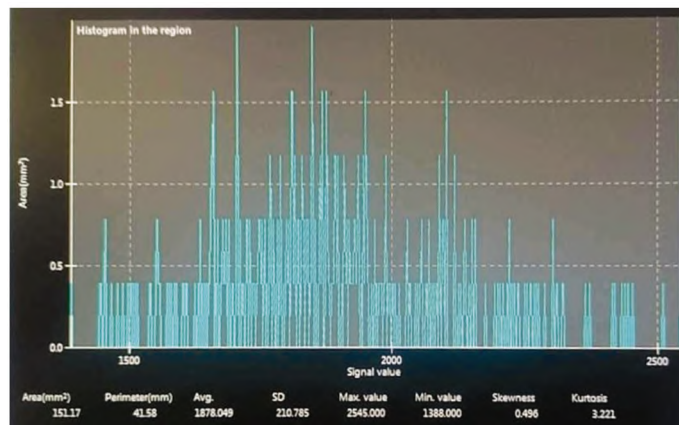 Histogram in the region
1.5
1.0
0.5
0.0
Area(mm²)
1500 2000 2500
Signal value
Area(mm²) Perimeter(mm) Avg. SD Max. value Min. value Skewness Kurtosis
151.17 41.58 1878.049 210.785 2545.000 1388.000 0.496 3.221